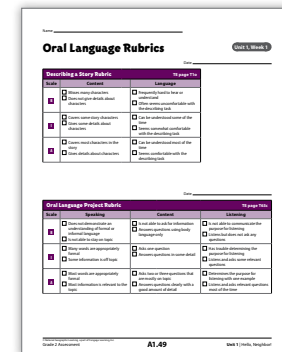 Name
Oral Language Rubrics
Unit 1, Week 1
Date
Describing a Story Rubric TE page T1a
Scale Content Language
Misses many characters
Does not give details about
characters
Frequently hard to hear or
understand
Often seems uncomfortable with
the describing task
Covers some story characters
Gives some details about
characters
Can be understood some of the
time
Seems somewhat comfortable
with the describing task
Covers most characters in the
story
Gives details about characters
Can be understood most of the
time
Seems comfortable with the
describing task
Date
Oral Language Project Rubric
Scale Speaking Content Listening
Does not demonstrate an
understanding of formal or
informal language
Is not able to stay on topic
Is not able to ask for information
Answers questions using body
language only
Is not able to communicate the
purpose for listening
Listens but does not ask any
questions
Many words are appropriately
formal
Some information is off topic
Asks one question
Answers questions in some detail
Has trouble determining the
purpose for listening
Listens and asks some relevant
questions
Most words are appropriately
formal
Most information is relevant to the
topic
Asks two or three questions that
are mostly on topic
Answers questions clearly with a
good amount of detail
Determines the purpose for
listening with one example
Listens and asks relevant questions
most of the time
Grade 2 Assessment
A1.49
Unit 1 | Hello, Neighbor!